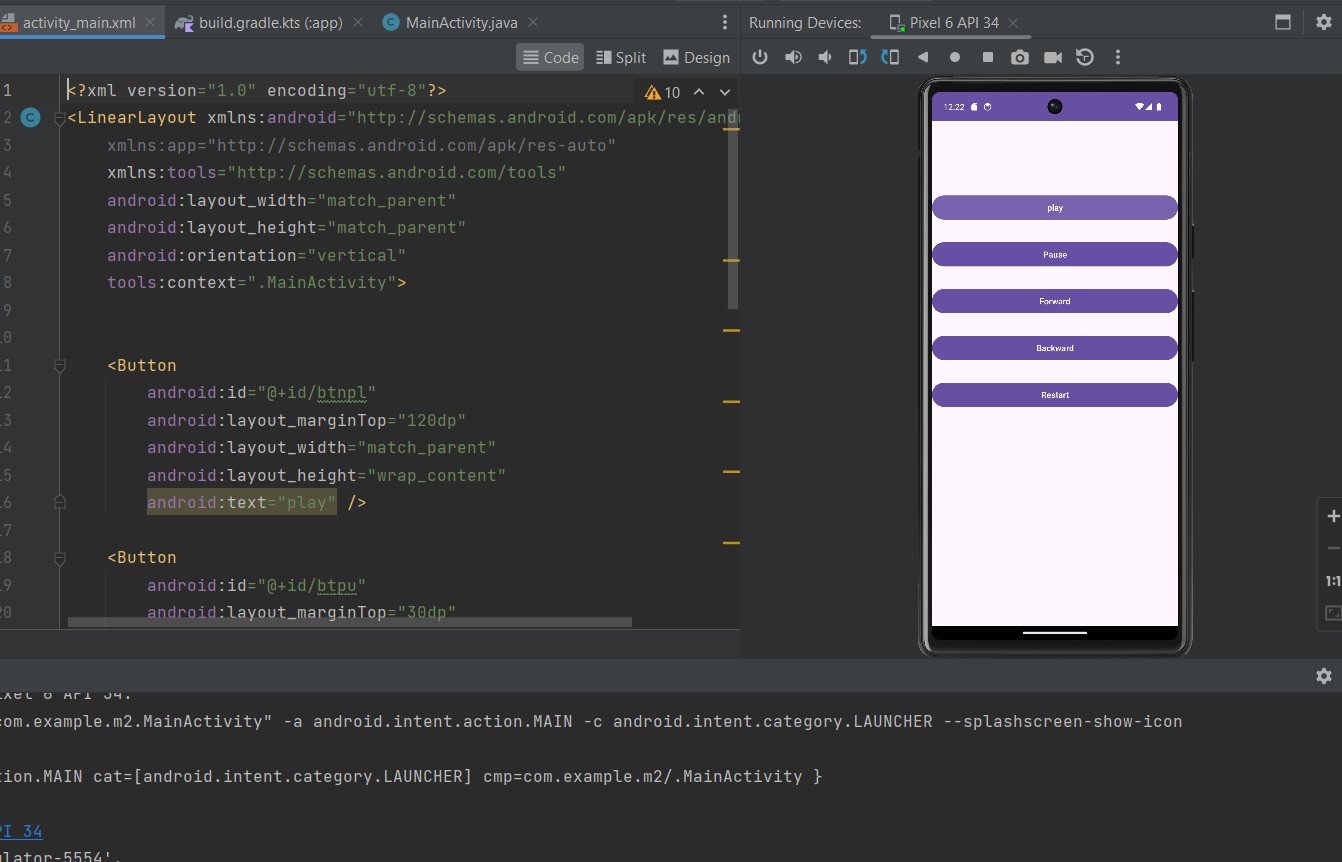 activity_main.xml build.gradle.kts (:app) MainActivity.java Running Devices: Pixel 6 API 34
Code Split Design
1 <?xml version="1.0" encoding="utf-8"?> 10
2 <LinearLayout xmlns:android="http://schemas.android.com/apk/res/and
3 xmlns:app="http://schemas.android.com/apk/res-auto"
4 xmlns:tools="http://schemas.android.com/tools"
5 android:layout_width="match_parent"
6 android:layout_height="match_parent"
7 android:orientation="vertical"
8 tools:context=".MainActivity">
9
10
11 <Button
12 android:id="@+id/btnpl"
13 android:layout_marginTop="120dp"
14 android:layout_width="match_parent"
15 android:layout_height="wrap_content"
16 android:text="play" />
17
18 <Button
19 android:id="@+id/btpu"
20 android:layout_marginTop="30dp"
12.22
play
Pause
Forward
Backward
Restart
1:1
ixel 6 API 34.
com.example.m2.MainActivity" -a android.intent.action.MAIN -c android.intent.category.LAUNCHER --splashscreen-show-icon
tion.MAIN cat=[android.intent.category.LAUNCHER] cmp=com.example.m2/.MainActivity }
PI 34
ulator-5554'.